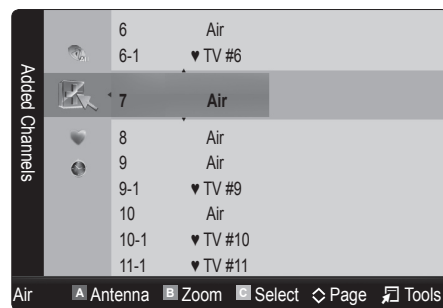 Added Channels
6 Air
6-1 ♥ TV #6
7 Air
8 Air
9 Air
9-1 ♥ TV #9
10 Air
10-1 ♥ TV #10
11-1 ♥ TV #11
Air A Antenna B Zoom C Select Page Tools